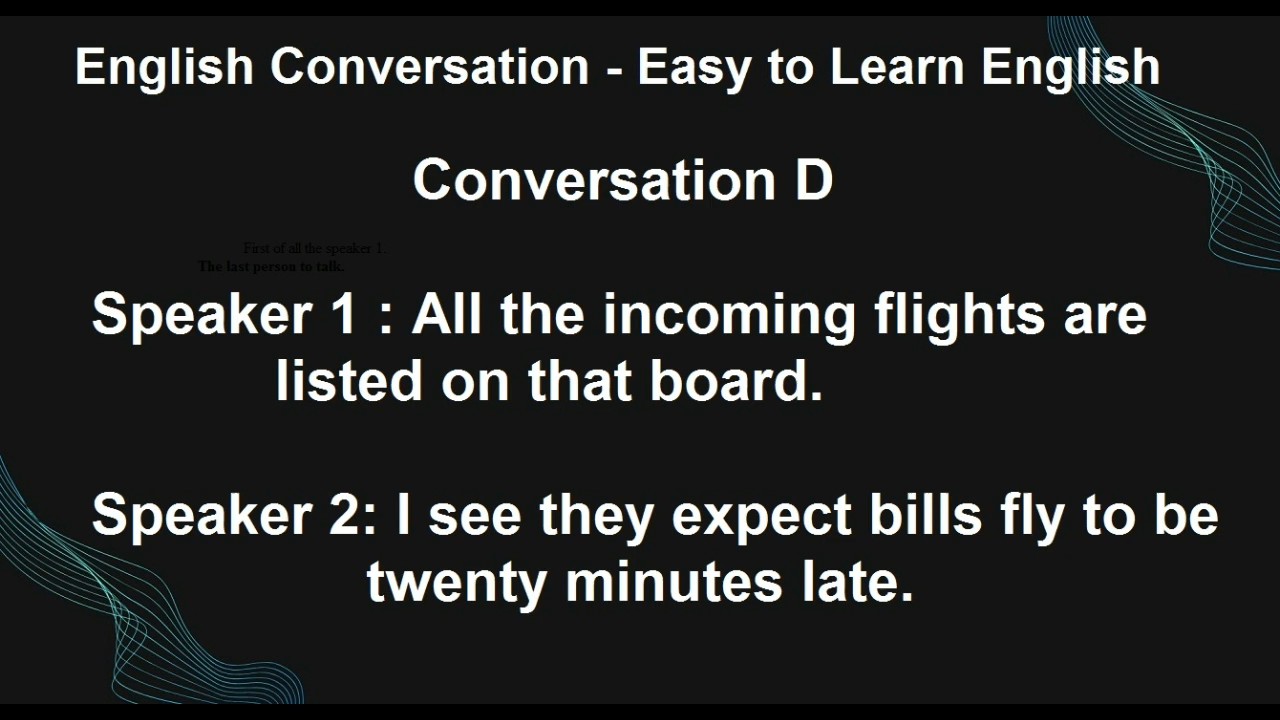 English Conversation - Easy to Learn English
Conversation D
First of all the speaker 1.
The last person to talk.
Speaker 1 : All the incoming flights are
listed on that board.
Speaker 2: I see they expect bills fly to be
twenty minutes late.